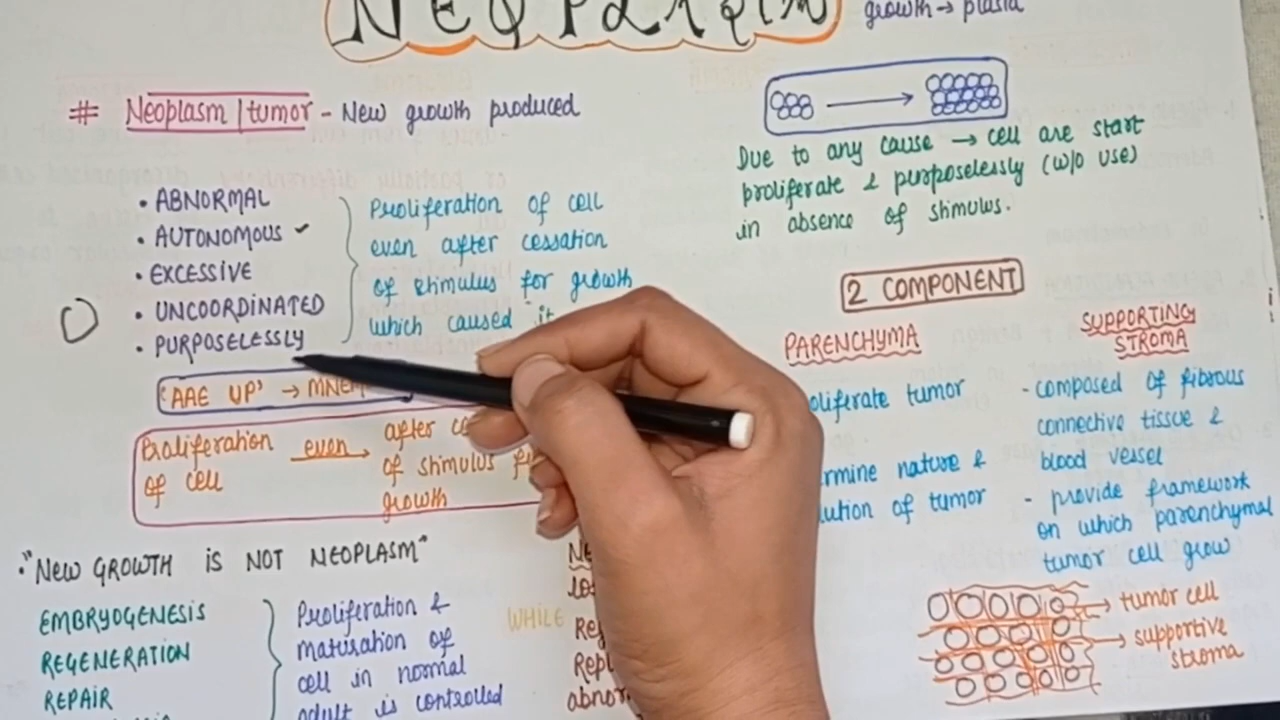 NEOPLASIA
growth → plasia
# Neoplasm / tumor - New growth produced
• ABNORMAL
• AUTONOMOUS
• EXCESSIVE
• UNCOORDINATED
• PURPOSELESSLY
Proliferation of cell
even after cessation
of stimulus for growth
which caused it
'AAE UP' → MNEM
Proliferation even after
of cell of stimulus
growth
• "NEW GROWTH is NOT NEOPLASM"
EMBRYOGENESIS
REGENERATION
REPAIR
Proliferation &
maturation of
cell in normal
adult is controlled
WHILE
Due to any cause → cell are start
proliferate & purposelessly (w/o use)
in absence of stimulus.
2 COMPONENT
PARENCHYMA
oliferate tumor
rmine nature &
lution of tumor
SUPPORTING
STROMA
- composed of fibrous
connective tissue &
blood vessel
- provide framework
on which parenchymal
tumor cell grow
→ tumor cell
→ supportive
stroma